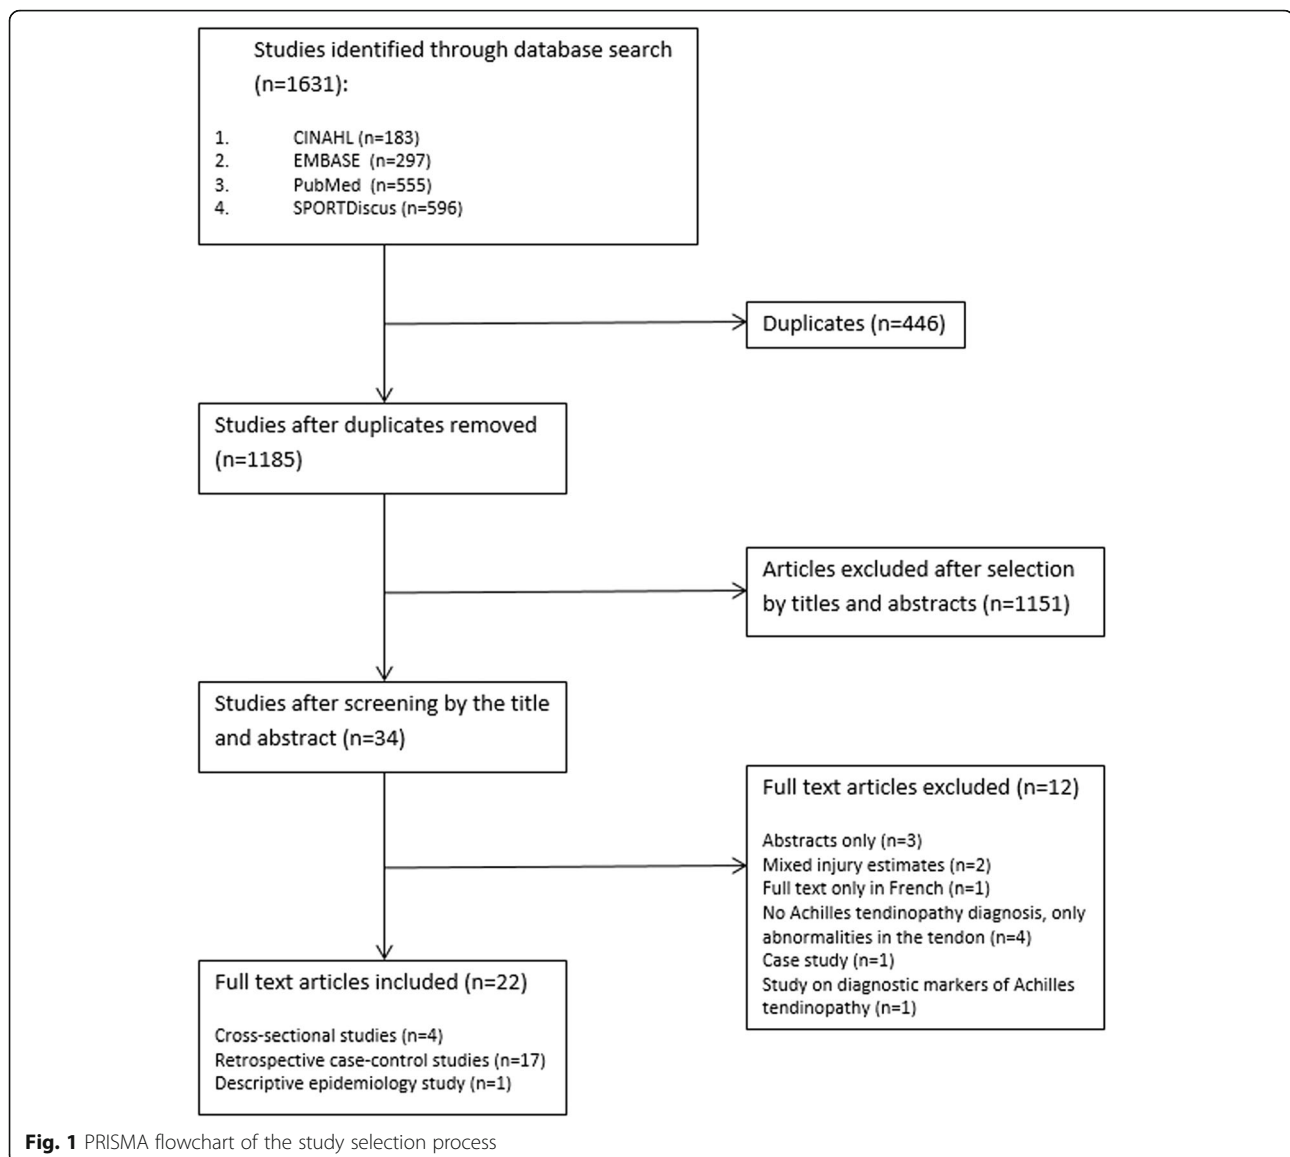 Studies identified through database search
(n=1631):
1. CINAHL (n=183)
2. EMBASE (n=297)
3. PubMed (n=555)
4. SPORTDiscus (n=596)
Duplicates (n=446)
Studies after duplicates removed
(n=1185)
Articles excluded after selection
by titles and abstracts (n=1151)
Studies after screening by the title
and abstract (n=34)
Full text articles excluded (n=12)
Abstracts only (n=3)
Mixed injury estimates (n=2)
Full text only in French (n=1)
No Achilles tendinopathy diagnosis, only
abnormalities in the tendon (n=4)
Case study (n=1)
Study on diagnostic markers of Achilles
tendinopathy (n=1)
Full text articles included (n=22)
Cross-sectional studies (n=4)
Retrospective case-control studies (n=17)
Descriptive epidemiology study (n=1)
Fig. 1 PRISMA flowchart of the study selection process